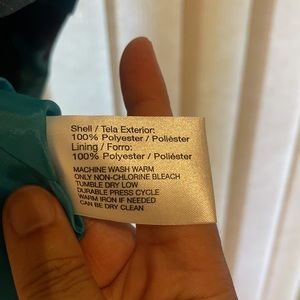 Shell / Tela Exterior:
100% Polyester / Poliéster
Lining / Forro:
100% Polyester / Poliéster
MACHINE WASH WARM
ONLY NON-CHLORINE BLEACH
TUMBLE DRY LOW
DURABLE PRESS CYCLE
WARM IRON IF NEEDED
CAN BE DRY CLEAN